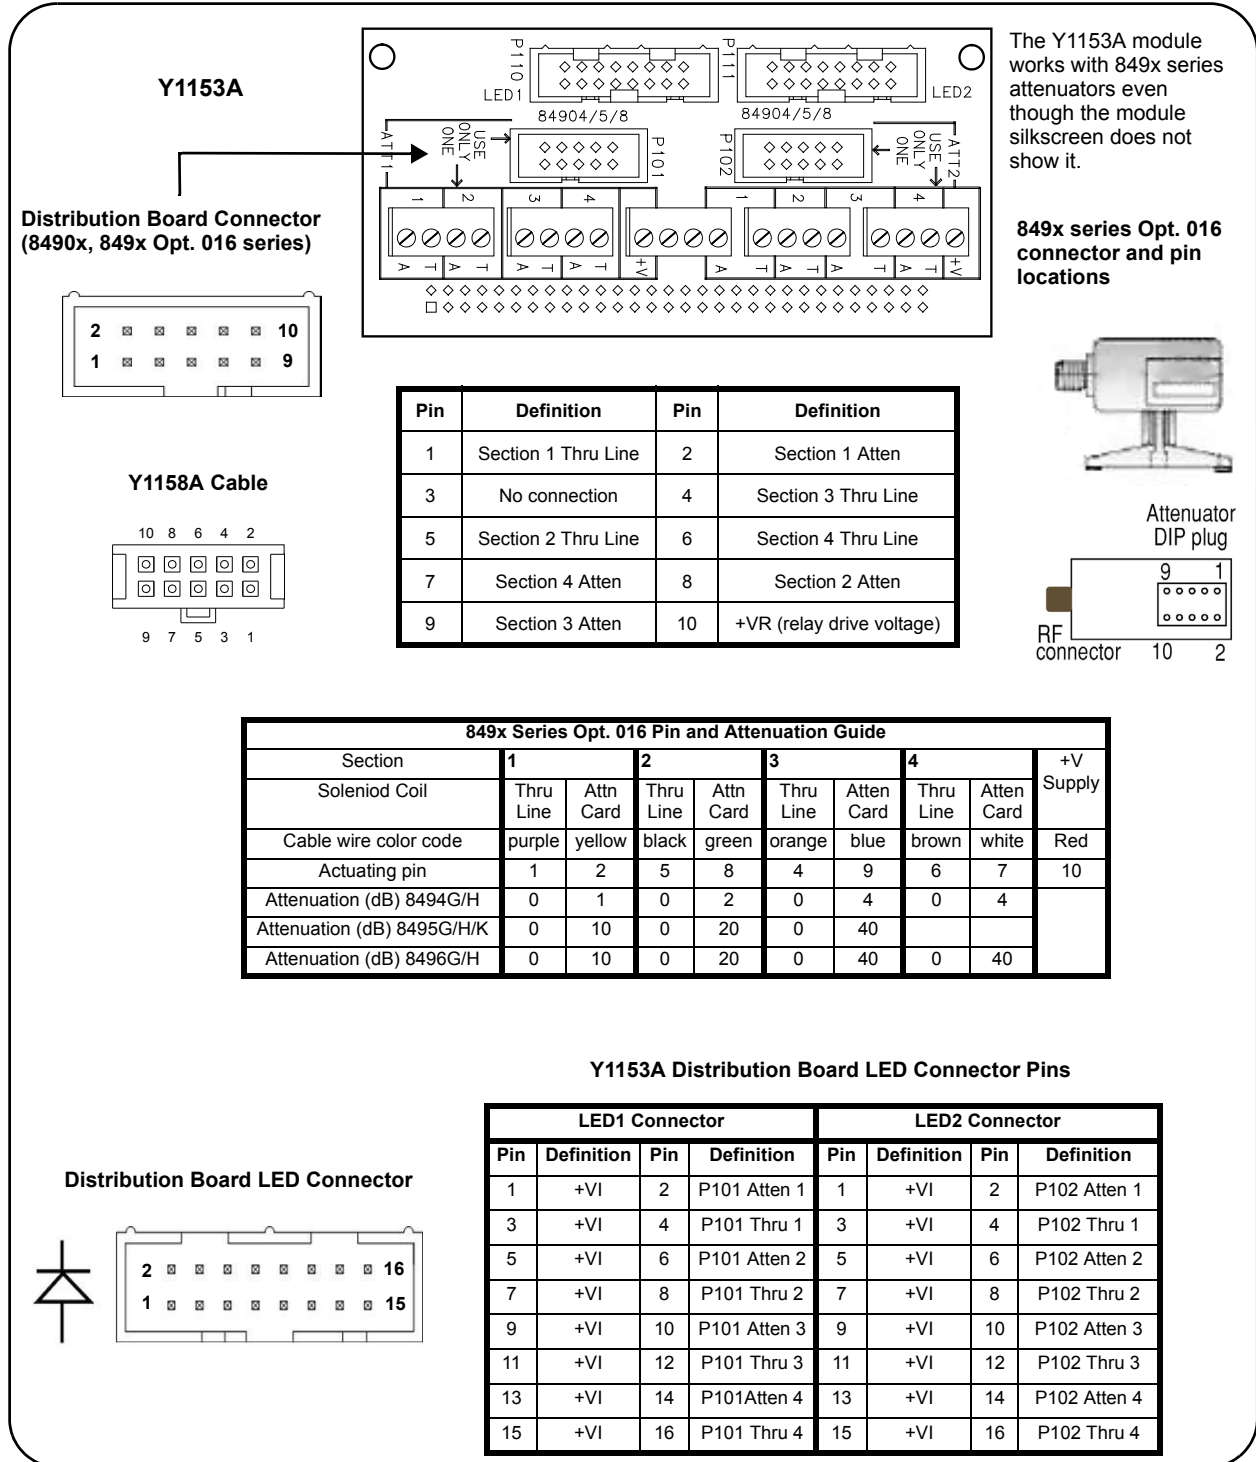 Y1153A
The Y1153A module
works with 849x series
attenuators even
though the module
silkscreen does not
show it.
P110
LED1
P111
LED2
84904/5/8
84904/5/8
ATT1
USE
ONLY
ONE
P101
P102
USE
ONLY
ONE
ATT2
1 2 3 4 1 2 3 4
A T A T A T A T +V A T A T A T A T +V
Distribution Board Connector
(8490x, 849x Opt. 016 series)
2 10
1 9
849x series Opt. 016
connector and pin
locations
Pin Definition Pin Definition
1 Section 1 Thru Line 2 Section 1 Atten
3 No connection 4 Section 3 Thru Line
5 Section 2 Thru Line 6 Section 4 Thru Line
7 Section 4 Atten 8 Section 2 Atten
9 Section 3 Atten 10 +VR (relay drive voltage)
Y1158A Cable
10 8 6 4 2
9 7 5 3 1
Attenuator
DIP plug
9 1
RF
connector
10 2
849x Series Opt. 016 Pin and Attenuation Guide
Section 1 2 3 4 +V
Supply
Soleniod Coil Thru Line Attn Card Thru Line Attn Card Thru Line Atten Card Thru Line Atten Card
Cable wire color code purple yellow black green orange blue brown white Red
Actuating pin 1 2 5 8 4 9 6 7 10
Attenuation (dB) 8494G/H 0 1 0 2 0 4 0 4
Attenuation (dB) 8495G/H/K 0 10 0 20 0 40
Attenuation (dB) 8496G/H 0 10 0 20 0 40 0 40
Y1153A Distribution Board LED Connector Pins
LED1 Connector LED2 Connector
Pin Definition Pin Definition Pin Definition Pin Definition
1 +VI 2 P101 Atten 1 1 +VI 2 P102 Atten 1
3 +VI 4 P101 Thru 1 3 +VI 4 P102 Thru 1
5 +VI 6 P101 Atten 2 5 +VI 6 P102 Atten 2
7 +VI 8 P101 Thru 2 7 +VI 8 P102 Thru 2
9 +VI 10 P101 Atten 3 9 +VI 10 P102 Atten 3
11 +VI 12 P101 Thru 3 11 +VI 12 P102 Thru 3
13 +VI 14 P101Atten 4 13 +VI 14 P102 Atten 4
15 +VI 16 P101 Thru 4 15 +VI 16 P102 Thru 4
Distribution Board LED Connector
2 16
1 15